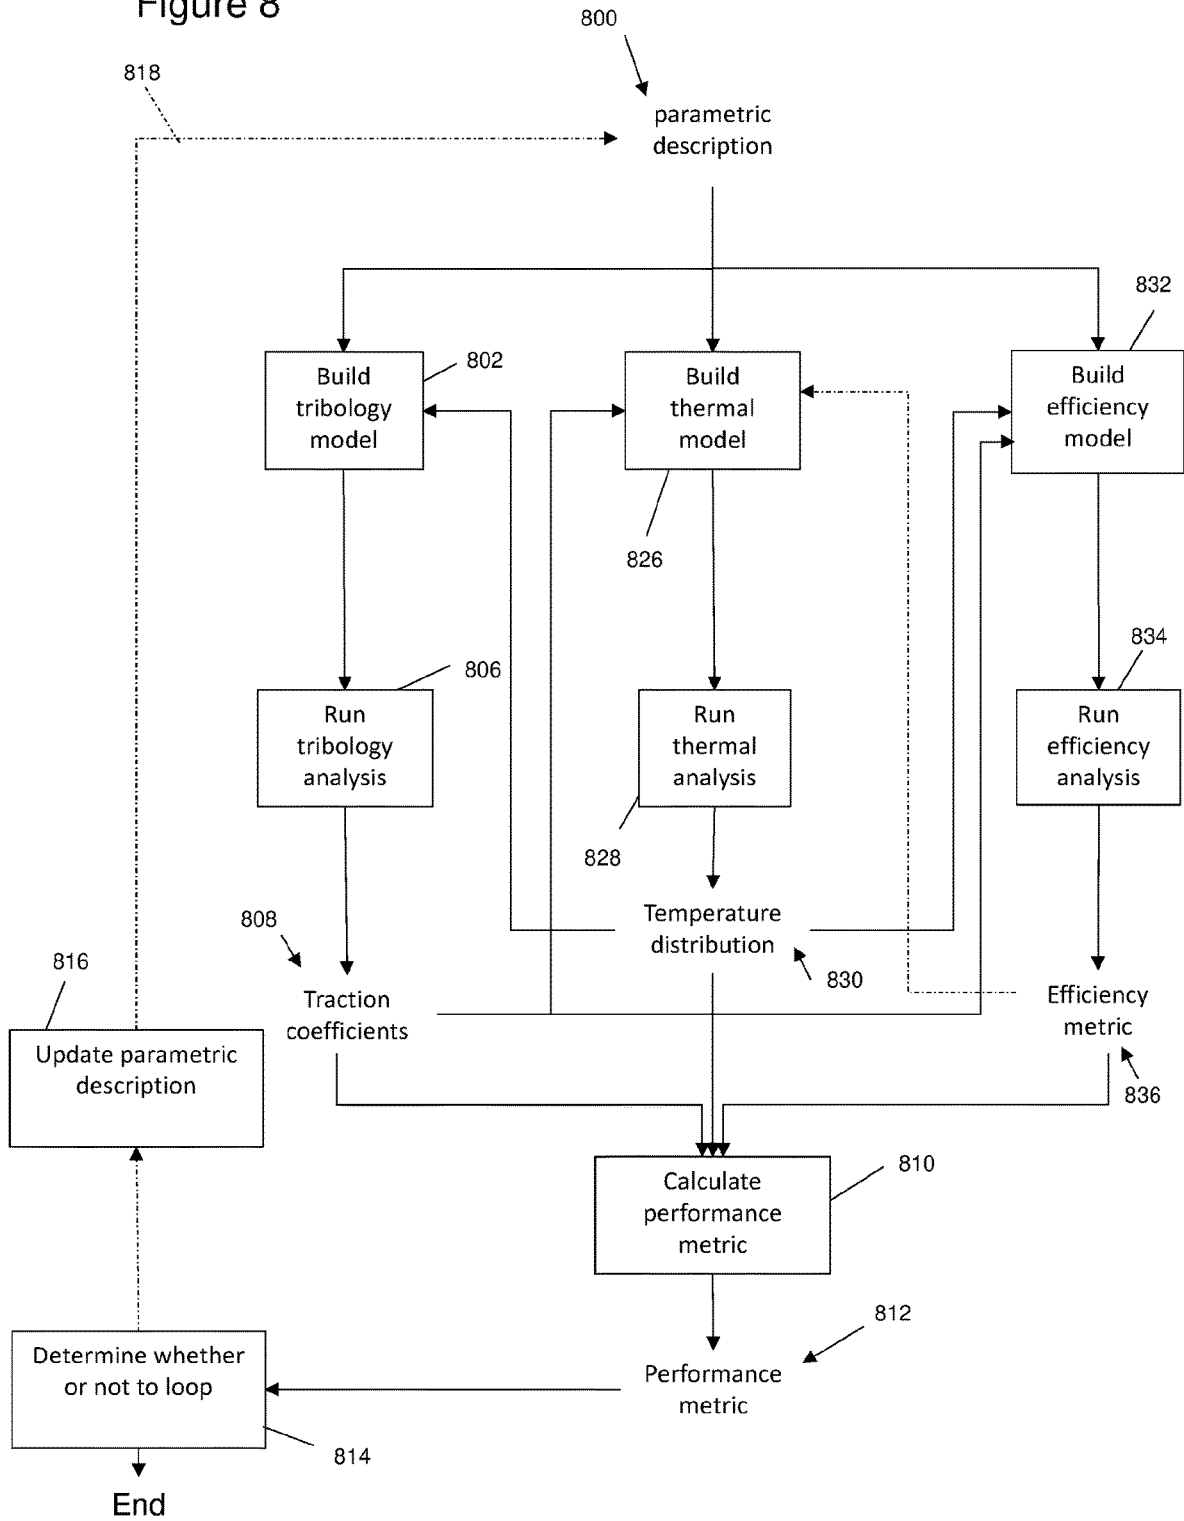 Figure 8
800
818
parametric
description
832
802
Build
tribology
model
Build
thermal
model
Build
efficiency
model
826
834
806
Run
tribology
analysis
Run
thermal
analysis
Run
efficiency
analysis
828
808
Temperature
distribution
830
816
Traction
coefficients
Efficiency
metric
836
Update parametric
description
Calculate
performance
metric
810
812
Determine whether
or not to loop
Performance
metric
814
End